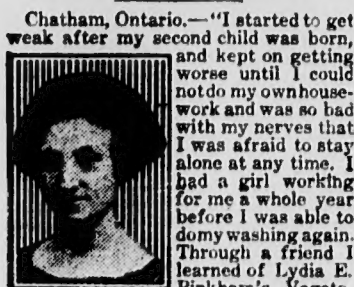 Chatham, Ontario.—"I started to get
weak after my second child was born,
and kept on getting
worse until I could
not do my own house-
work and was so bad
with my nerves that
I was afraid to stay
alone at any time. I
had a girl working
for me a whole year
before I was able to
do my washing again.
Through a friend I
learned of Lydia E.